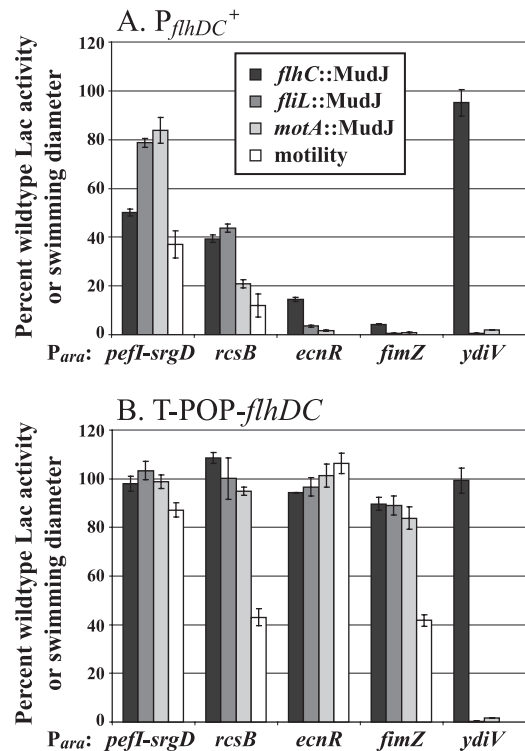 A. PflhDC+
Percent wildtype Lac activity
or swimming diameter
120
100
80
60
40
20
0
flhC::MudJ
fliL::MudJ
motA::MudJ
motility
Para: pefI-srgD rcsB ecnR fimZ ydiV
B. T-POP-flhDC
Percent wildtype Lac activity
or swimming diameter
120
100
80
60
40
20
0
Para: pefI-srgD rcsB ecnR fimZ ydiV